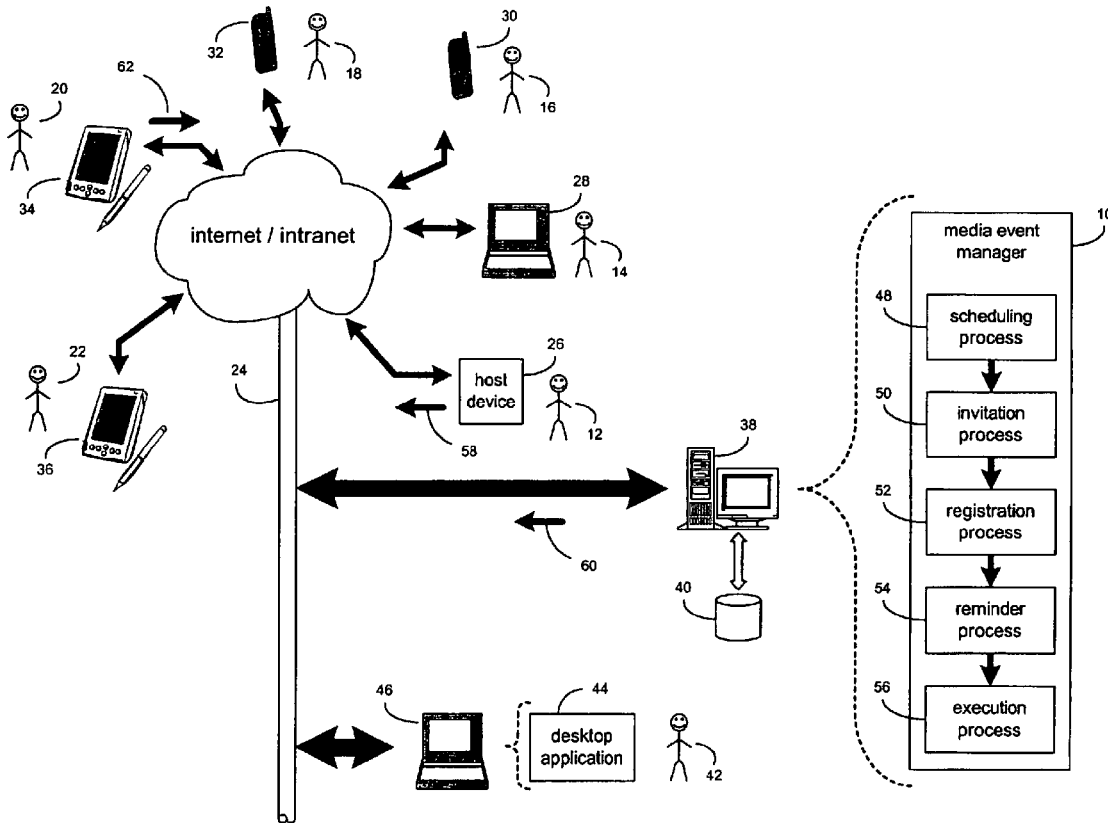 32
18
30
16
62
20
34
28
14
internet / intranet
10
media event
manager
48
scheduling
process
22
36
24
26
host
device
12
58
50
invitation
process
38
52
registration
process
60
40
54
reminder
process
46
44
desktop
application
42
56
execution
process